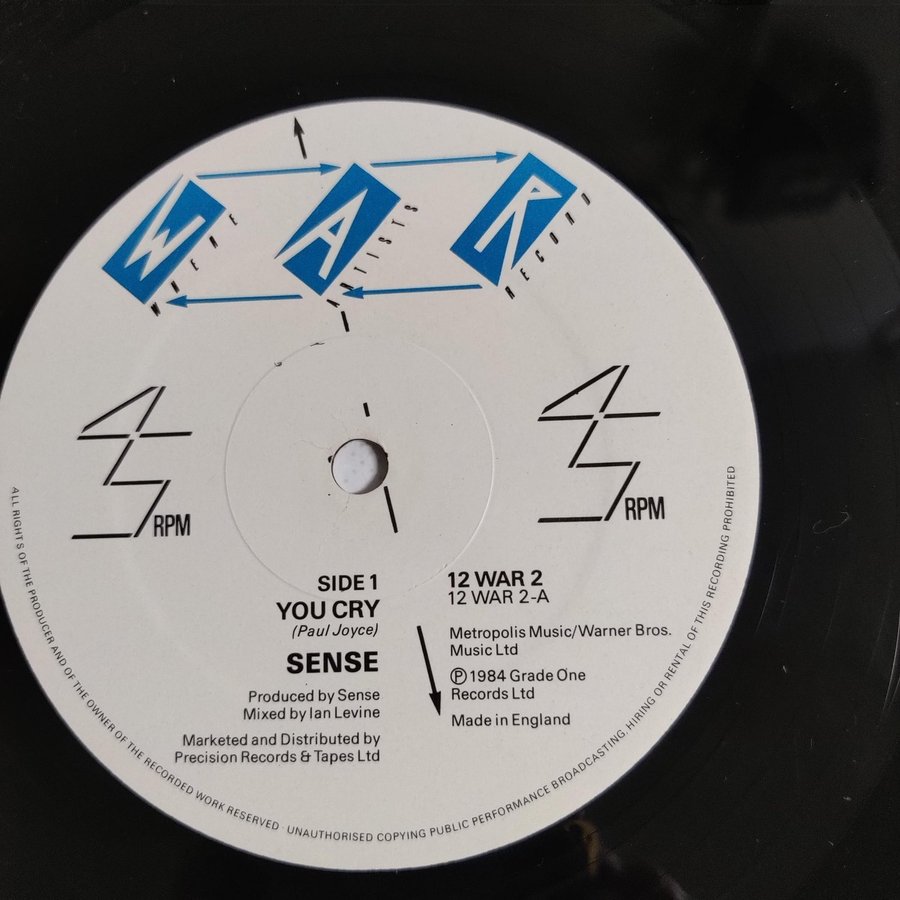 W A R
WHERE ARTISTS RECORD
45 RPM
45 RPM
SIDE 1
YOU CRY
(Paul Joyce)
SENSE
Produced by Sense
Mixed by Ian Levine
Marketed and Distributed by
Precision Records & Tapes Ltd
12 WAR 2
12 WAR 2-A
Metropolis Music/Warner Bros.
Music Ltd
Ⓟ 1984 Grade One
Records Ltd
Made in England
ALL RIGHTS OF THE PRODUCER AND OF THE OWNER OF THE RECORDED WORK RESERVED · UNAUTHORISED COPYING PUBLIC PERFORMANCE BROADCASTING, HIRING OR RENTAL OF THIS RECORDING PROHIBITED